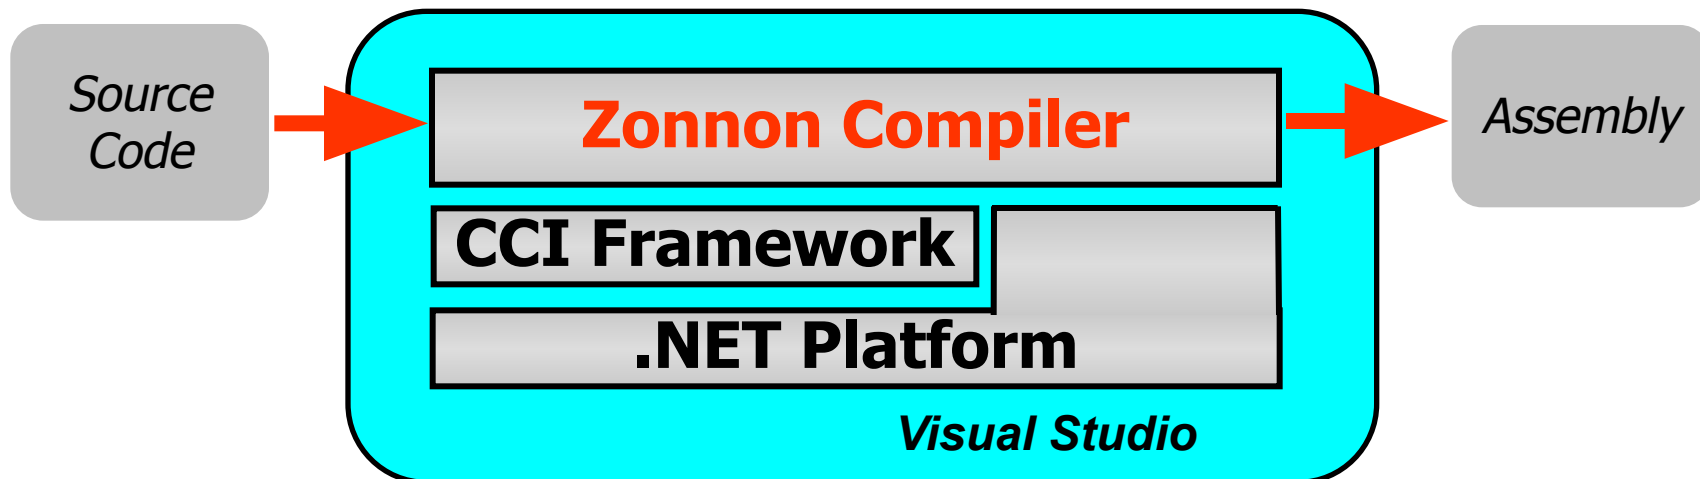 Source
Code
Zonnon Compiler
Assembly
CCI Framework
.NET Platform
Visual Studio